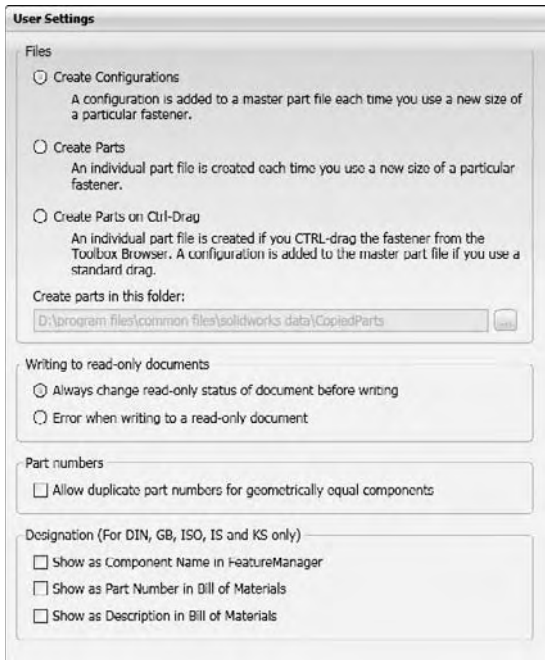 User Settings
Files
Create Configurations
A configuration is added to a master part file each time you use a new size of
a particular fastener.
Create Parts
An individual part file is created each time you use a new size of a particular
fastener.
Create Parts on Ctrl-Drag
An individual part file is created if you CTRL-drag the fastener from the
Toolbox Browser. A configuration is added to the master part file if you use a
standard drag.
Create parts in this folder:
D:\program files\common files\solidworks data\CopiedParts
...
Writing to read-only documents
Always change read-only status of document before writing
Error when writing to a read-only document
Part numbers
Allow duplicate part numbers for geometrically equal components
Designation (For DIN, GB, ISO, IS and KS only)
Show as Component Name in FeatureManager
Show as Part Number in Bill of Materials
Show as Description in Bill of Materials